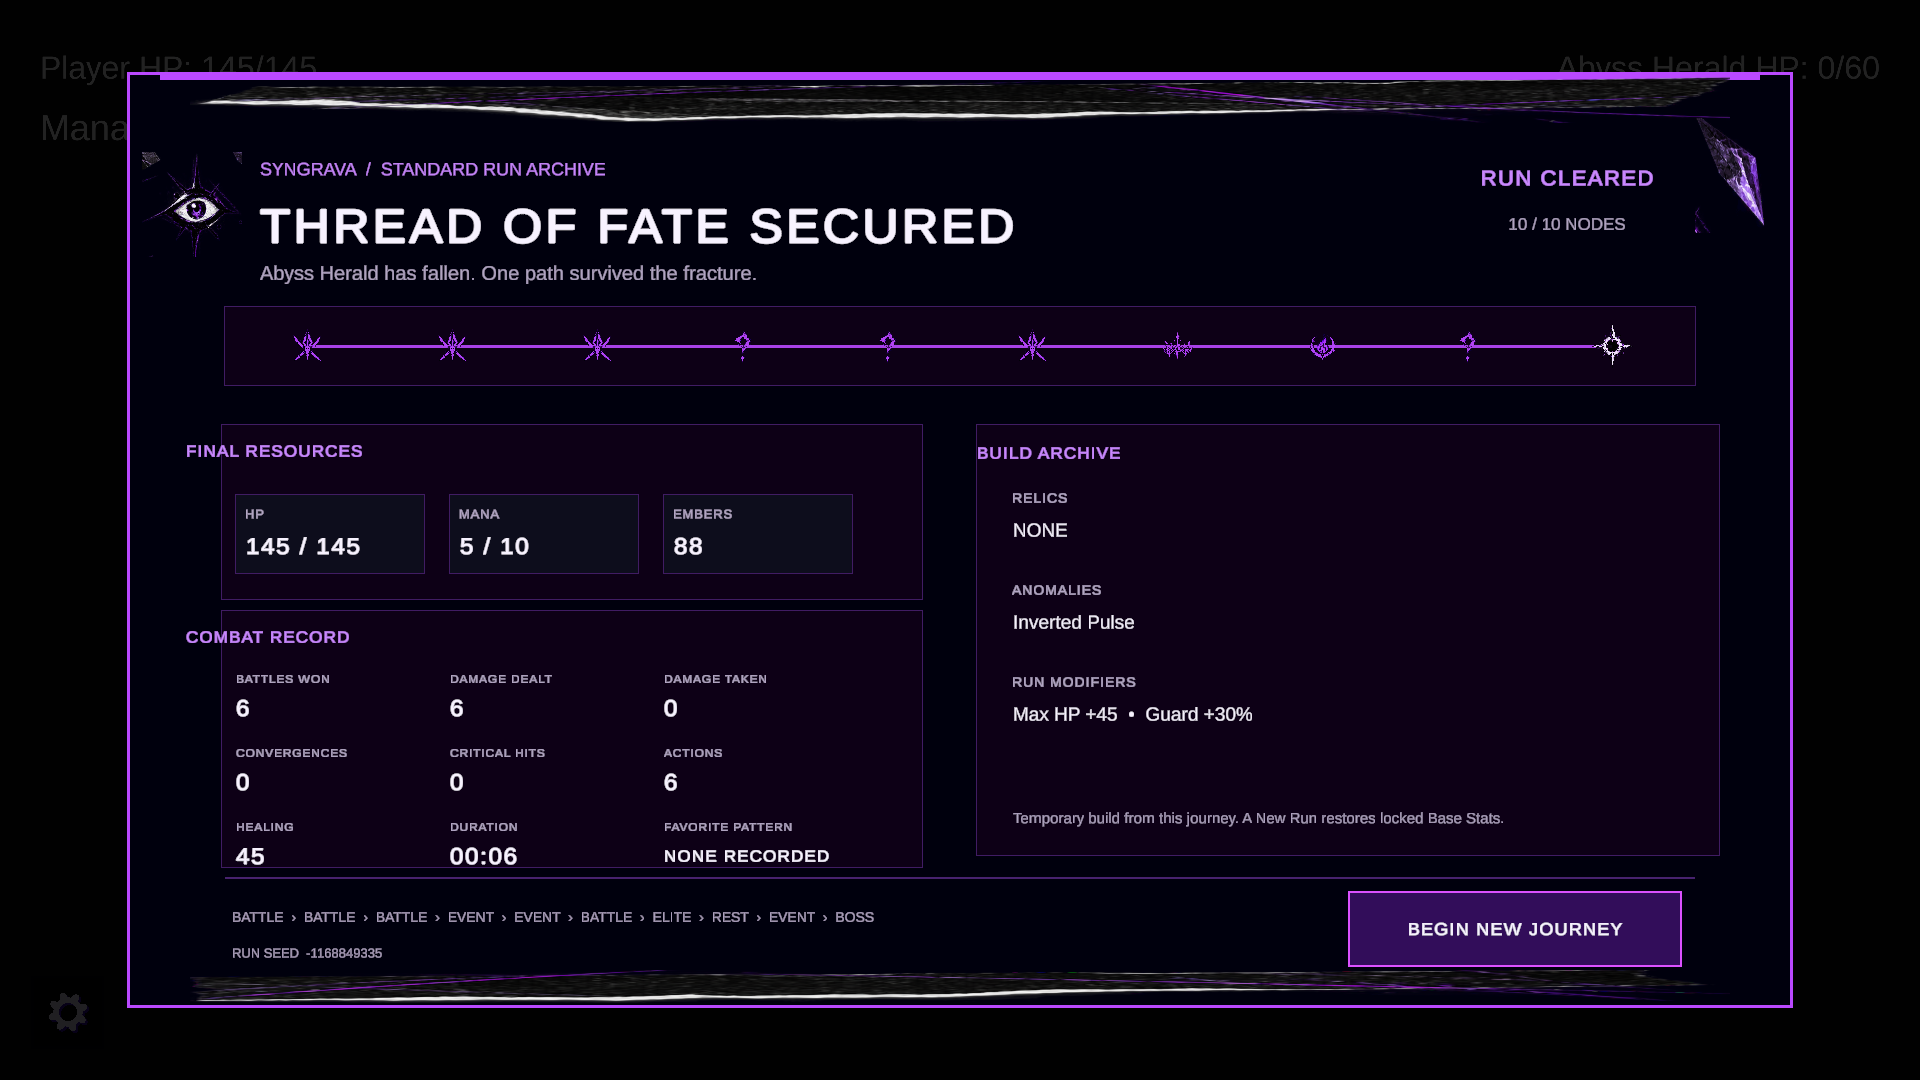 Player HP: 145/145
Abyss Herald HP: 0/60
Mana
SYNGRAVA / STANDARD RUN ARCHIVE
THREAD OF FATE SECURED
Abyss Herald has fallen. One path survived the fracture.
RUN CLEARED
10 / 10 NODES
FINAL RESOURCES
HP
145 / 145
MANA
5 / 10
EMBERS
88
COMBAT RECORD
BATTLES WON
6
DAMAGE DEALT
6
DAMAGE TAKEN
0
CONVERGENCES
0
CRITICAL HITS
0
ACTIONS
6
HEALING
45
DURATION
00:06
FAVORITE PATTERN
NONE RECORDED
BUILD ARCHIVE
RELICS
NONE
ANOMALIES
Inverted Pulse
RUN MODIFIERS
Max HP +45 • Guard +30%
Temporary build from this journey. A New Run restores locked Base Stats.
BATTLE › BATTLE › BATTLE › EVENT › EVENT › BATTLE › ELITE › REST › EVENT › BOSS
RUN SEED -1168849335
BEGIN NEW JOURNEY